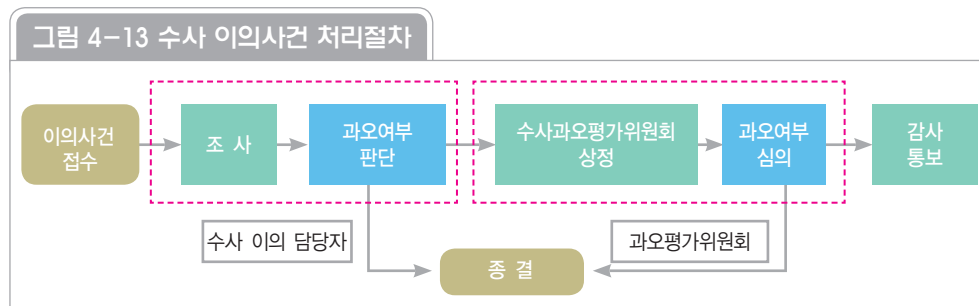 그림 4-13 수사 이의사건 처리절차
이의사건
접수
조 사
과오여부
판단
수사과오평가위원회
상정
과오여부
심의
감사
통보
수사 이의 담당자
과오평가위원회
종 결